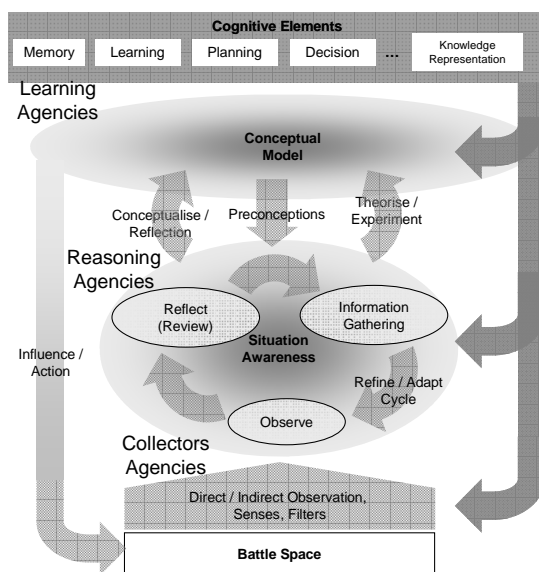 Cognitive Elements
Memory
Learning
Planning
Decision
...
Knowledge
Representation
Learning
Agencies
Conceptual
Model
Conceptualise /
Reflection
Preconceptions
Theorise /
Experiment
Reasoning
Agencies
Reflect
(Review)
Information
Gathering
Situation
Awareness
Influence /
Action
Refine / Adapt
Cycle
Observe
Collectors
Agencies
Direct / Indirect Observation,
Senses, Filters
Battle Space